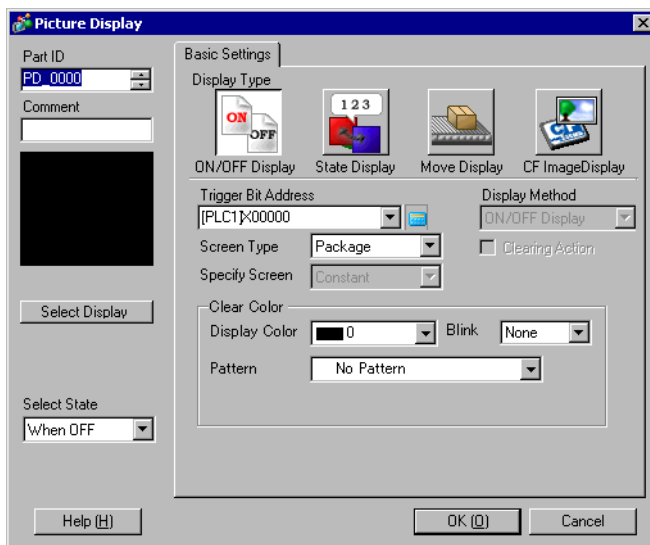 Picture Display
Part ID
PD_0000
Comment
Select Display
Select State
When OFF
Help (H)
Basic Settings
Display Type
ON
OFF
1 2 3
CF
ON/OFF Display
State Display
Move Display
CF ImageDisplay
Trigger Bit Address
[PLC1]X00000
Display Method
ON/OFF Display
Screen Type
Package
Clearing Action
Specify Screen
Constant
Clear Color
Display Color
0
Blink
None
Pattern
No Pattern
OK (O)
Cancel